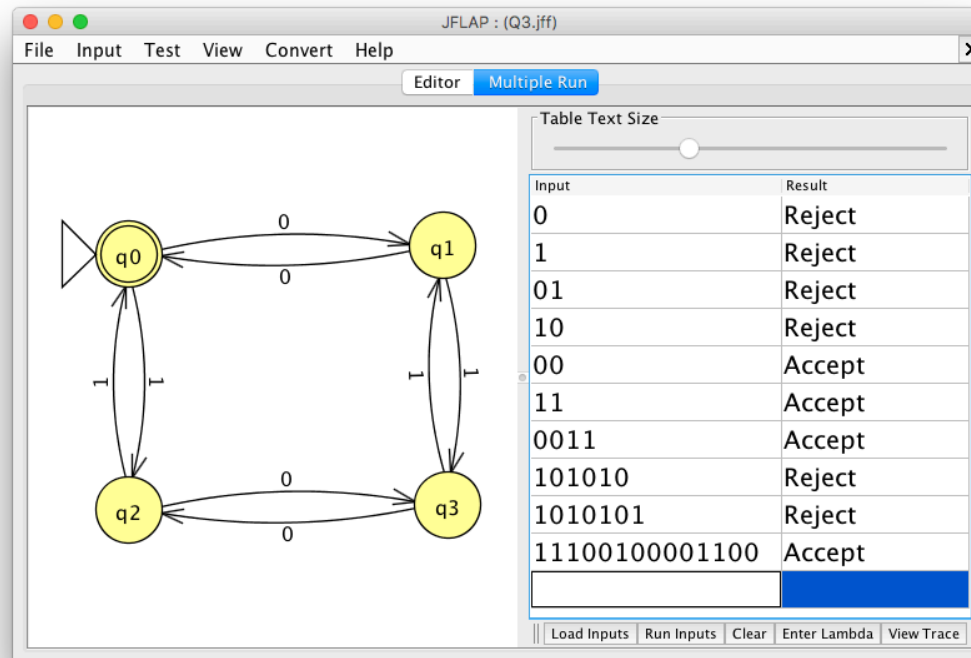 JFLAP : (Q3.jff)
File Input Test View Convert Help
Editor Multiple Run
0
q0 q1
0
1 1 1 1
0
q2 q3
0
Table Text Size
Input Result
0 Reject
1 Reject
01 Reject
10 Reject
00 Accept
11 Accept
0011 Accept
101010 Reject
1010101 Reject
11100100001100 Accept
Load Inputs Run Inputs Clear Enter Lambda View Trace